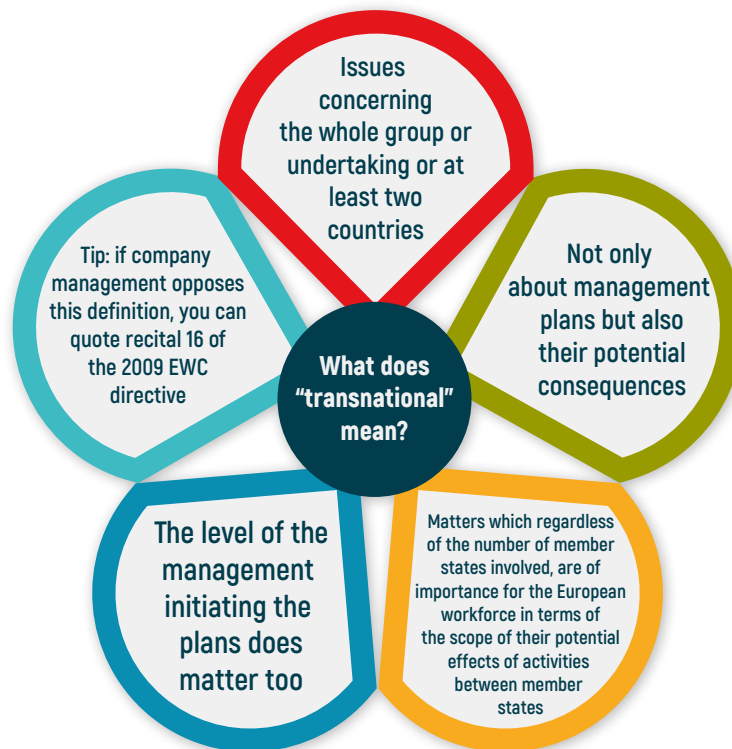 Issues
concerning
the whole group or
undertaking or at
least two
countries
Not only
about management
plans but also
their potential
consequences
Matters which regardless
of the number of member
states involved, are of
importance for the European
workforce in terms of
the scope of their potential
effects of activities
between member
states
The level of the
management
initiating the
plans does
matter too
Tip: if company
management opposes
this definition, you can
quote recital 16 of
the 2009 EWC
directive
What does
“transnational”
mean?